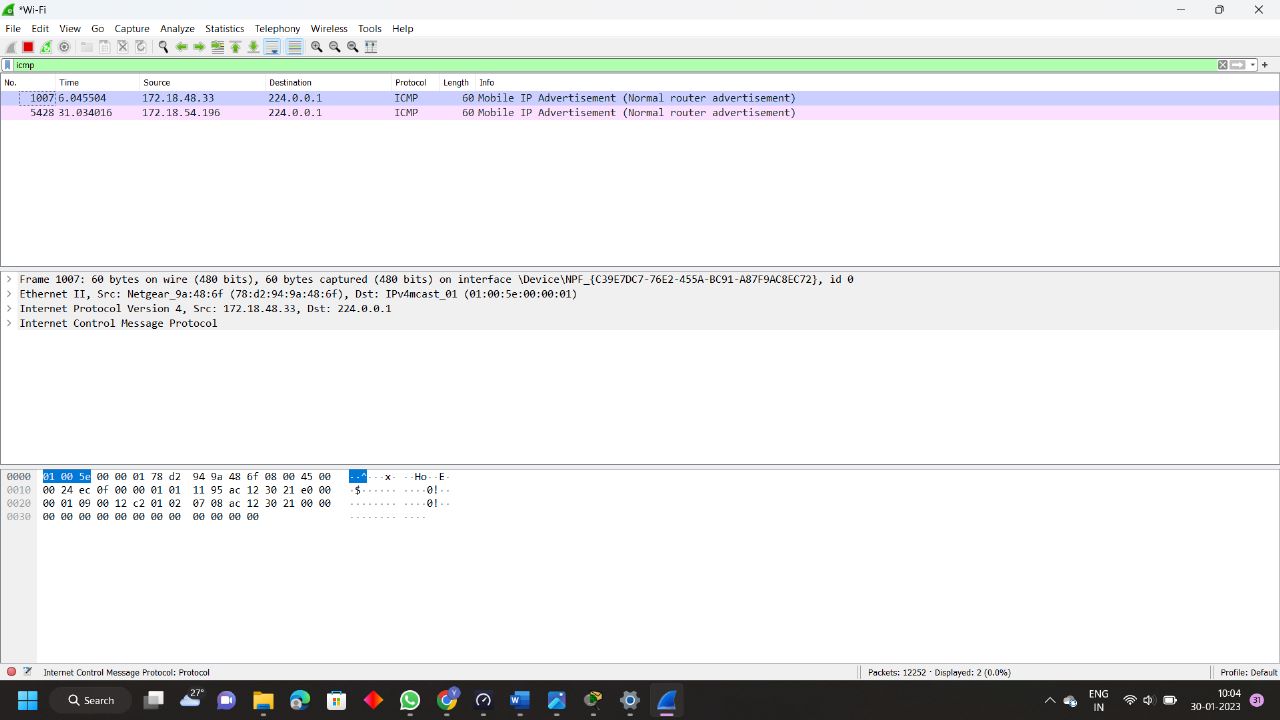 *Wi-Fi
File Edit View Go Capture Analyze Statistics Telephony Wireless Tools Help
icmp
No. Time Source Destination Protocol Length Info
1007 6.045504 172.18.48.33 224.0.0.1 ICMP 60 Mobile IP Advertisement (Normal router advertisement)
5428 31.034016 172.18.54.196 224.0.0.1 ICMP 60 Mobile IP Advertisement (Normal router advertisement)
Frame 1007: 60 bytes on wire (480 bits), 60 bytes captured (480 bits) on interface \Device\NPF_{C39E7DC7-76E2-455A-BC91-A87F9AC8EC72}, id 0
Ethernet II, Src: Netgear_9a:48:6f (78:d2:94:9a:48:6f), Dst: IPv4mcast_01 (01:00:5e:00:00:01)
Internet Protocol Version 4, Src: 172.18.48.33, Dst: 224.0.0.1
Internet Control Message Protocol
0000 01 00 5e 00 00 01 78 d2 94 9a 48 6f 08 00 45 00 ··^···x· ··Ho··E·
0010 00 24 ec 0f 00 00 01 01 11 95 ac 12 30 21 e0 00 ·$······ ····0!··
0020 00 01 09 00 12 c2 01 02 07 08 ac 12 30 21 00 00 ········ ····0!··
0030 00 00 00 00 00 00 00 00 00 00 00 00 ········ ····
Internet Control Message Protocol: Protocol Packets: 12252 · Displayed: 2 (0.0%) Profile: Default
27° Search ENG IN 10:04 30-01-2023 31